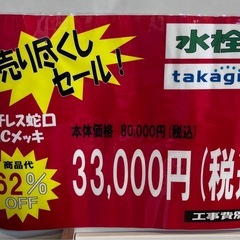 売り尽くし
セール!
水栓
takagi
チレス蛇口
Cメッキ
本体価格 80,000円(税込)
商品代
62%
OFF
33,000円(税
工事費別